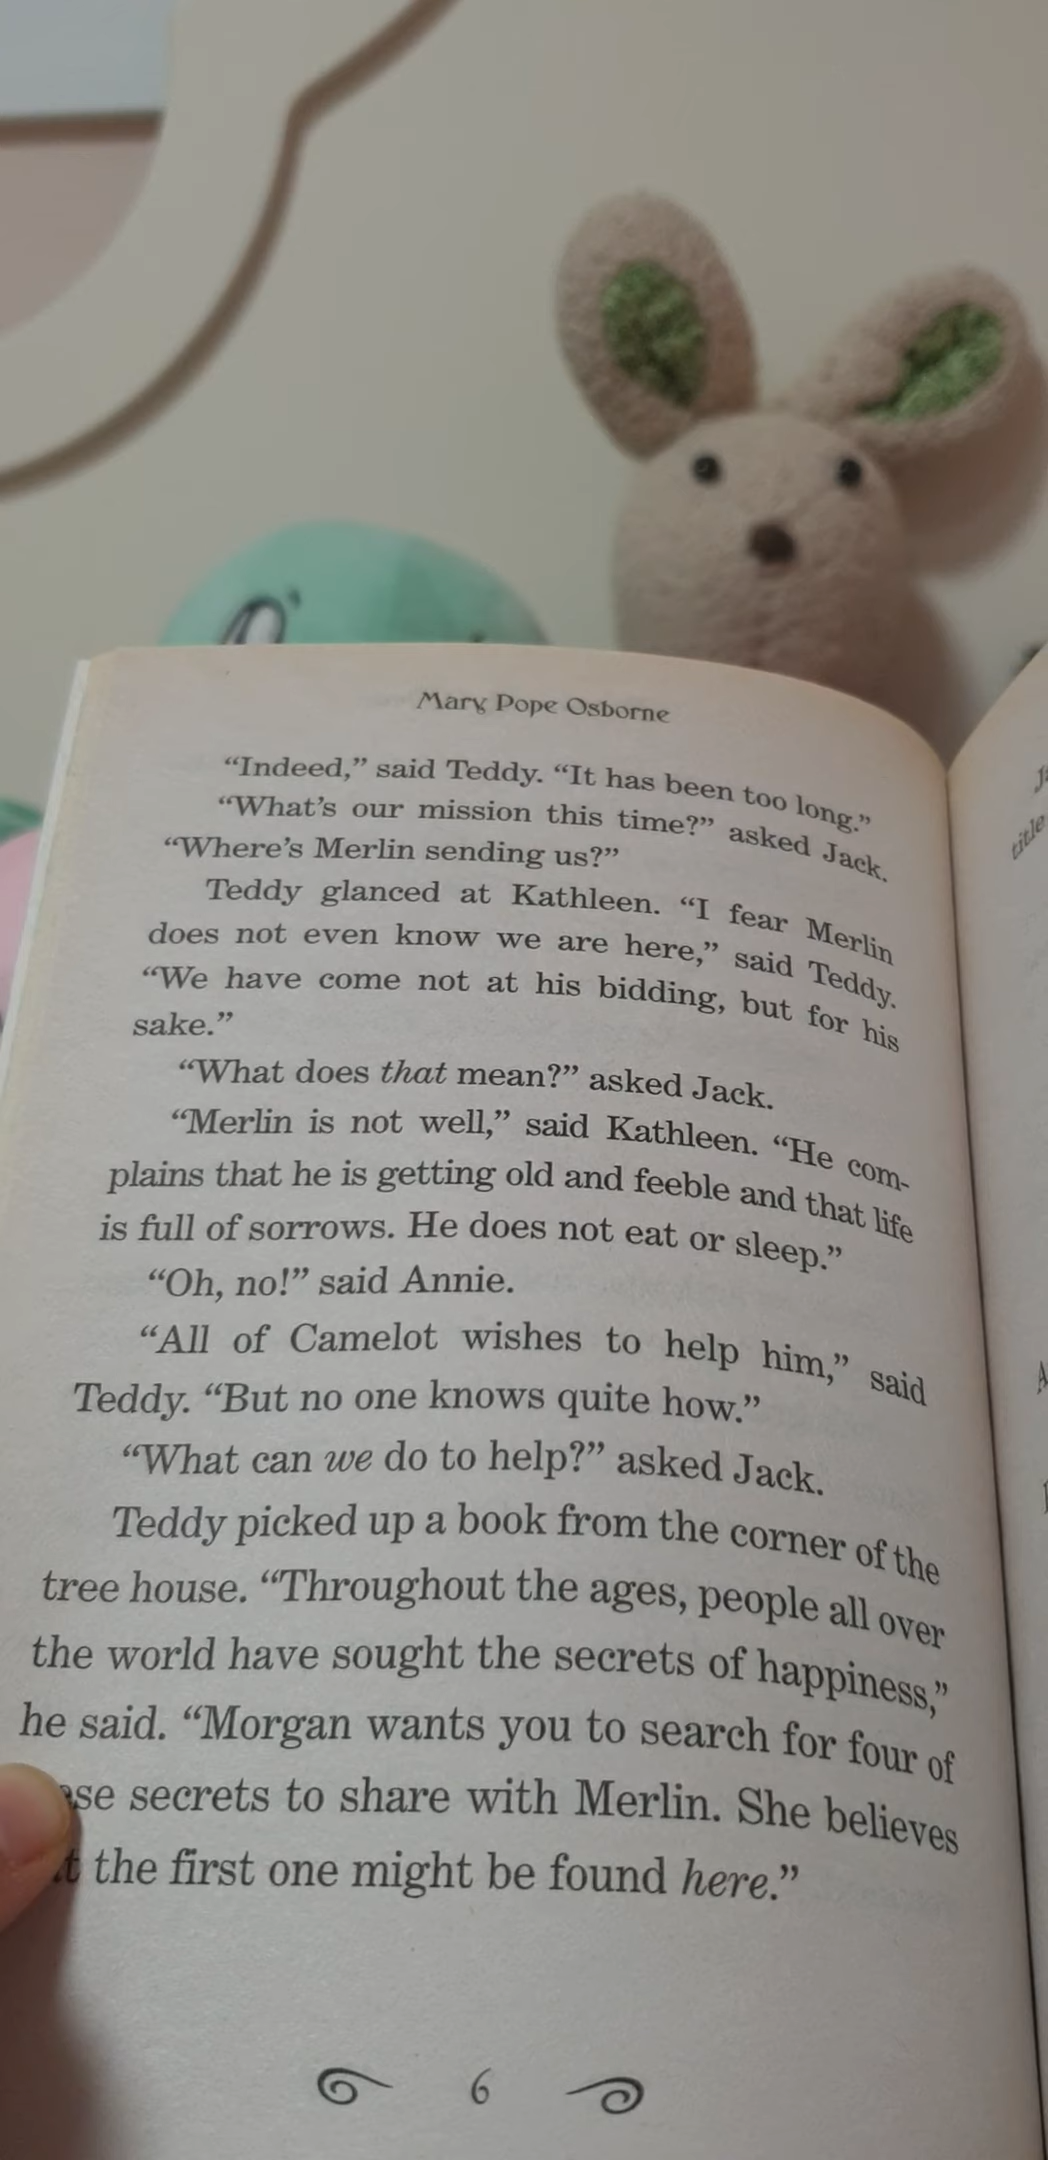 Mary Pope Osborne
“Indeed,” said Teddy. “It has been too long.”
“What’s our mission this time?” asked Jack.
“Where’s Merlin sending us?”
Teddy glanced at Kathleen. “I fear Merlin
does not even know we are here,” said Teddy.
“We have come not at his bidding, but for his
sake.”
“What does that mean?” asked Jack.
“Merlin is not well,” said Kathleen. “He com-
plains that he is getting old and feeble and that life
is full of sorrows. He does not eat or sleep.”
“Oh, no!” said Annie.
“All of Camelot wishes to help him,” said
Teddy. “But no one knows quite how.”
“What can we do to help?” asked Jack.
Teddy picked up a book from the corner of the
tree house. “Throughout the ages, people all over
the world have sought the secrets of happiness,”
he said. “Morgan wants you to search for four of
secrets to share with Merlin. She believes
the first one might be found here.”
6
title